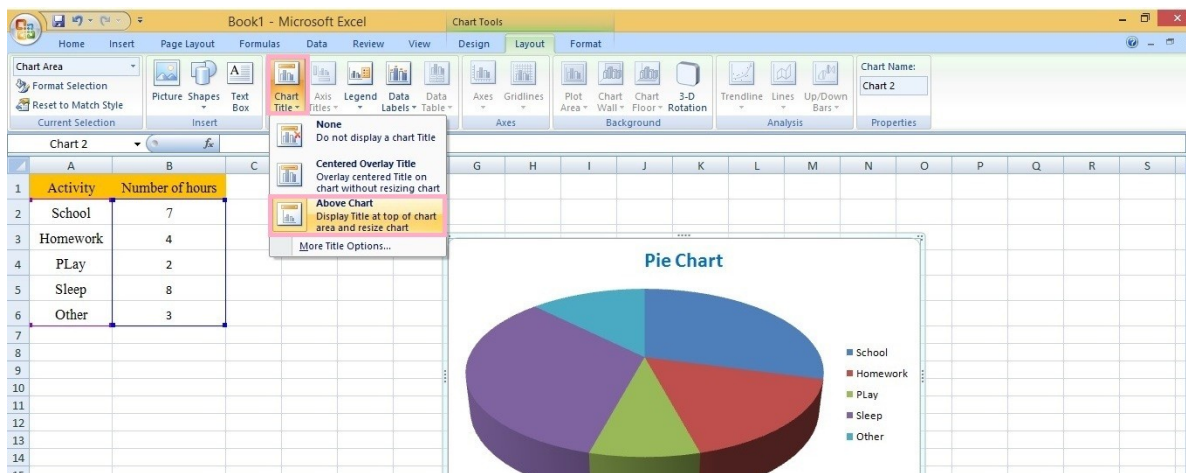 Book1 - Microsoft Excel
Chart Tools
Home Insert Page Layout Formulas Data Review View Design Layout Format
Chart Area
Format Selection
Reset to Match Style
Current Selection
Picture Shapes Text Box
Insert
Chart Title Axis Titles Legend Data Labels Data Table
Axes Gridlines
Axes
Plot Area Chart Wall Chart Floor 3-D Rotation
Background
Trendline Lines Up/Down Bars
Analysis
Chart Name:
Chart 2
Properties
None
Do not display a chart Title
Centered Overlay Title
Overlay centered Title on
chart without resizing chart
Above Chart
Display Title at top of chart
area and resize chart
More Title Options...
Chart 2 fx
A B C G H I J K L M N O P Q R S
1 Activity Number of hours
2 School 7
3 Homework 4
4 PLay 2
5 Sleep 8
6 Other 3
7
8
9
10
11
12
13
14
Pie Chart
School
Homework
PLay
Sleep
Other